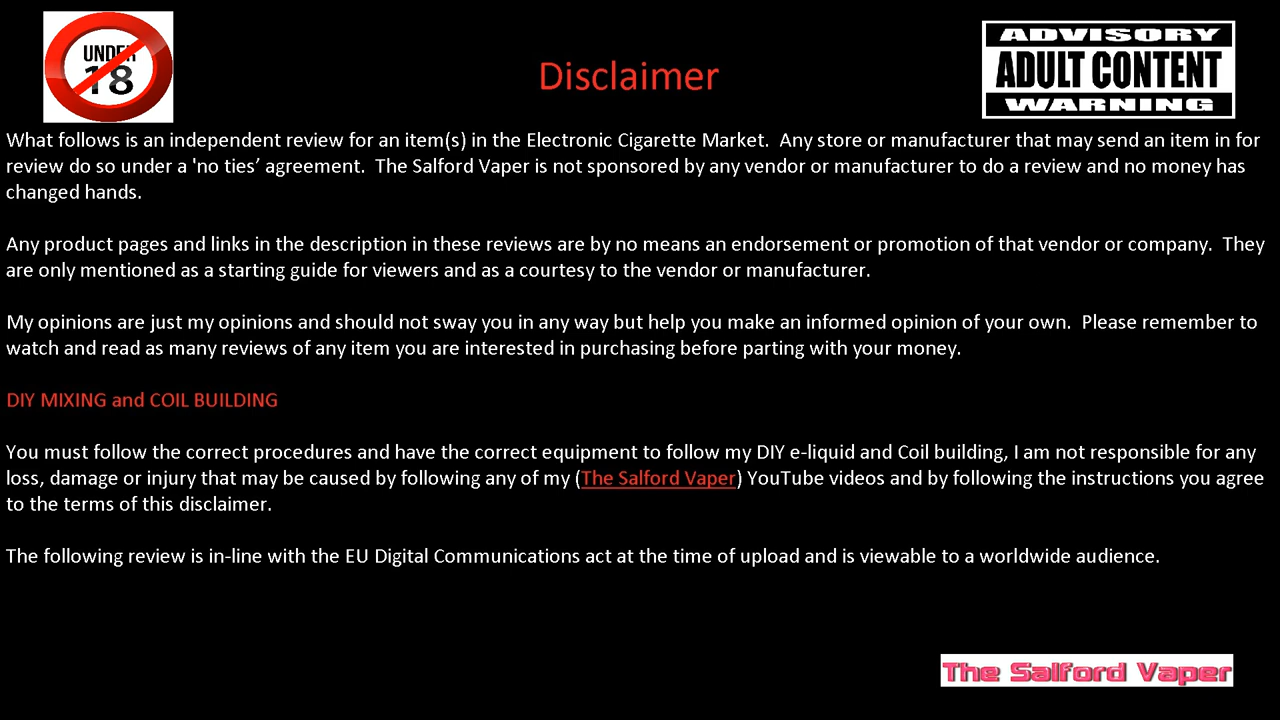 UNDER
18
ADVISORY
ADULT CONTENT
WARNING
Disclaimer
What follows is an independent review for an item(s) in the Electronic Cigarette Market.  Any store or manufacturer that may send an item in for
review do so under a 'no ties’ agreement.  The Salford Vaper is not sponsored by any vendor or manufacturer to do a review and no money has
changed hands.
Any product pages and links in the description in these reviews are by no means an endorsement or promotion of that vendor or company.  They
are only mentioned as a starting guide for viewers and as a courtesy to the vendor or manufacturer.
My opinions are just my opinions and should not sway you in any way but help you make an informed opinion of your own.  Please remember to
watch and read as many reviews of any item you are interested in purchasing before parting with your money.
DIY MIXING and COIL BUILDING
You must follow the correct procedures and have the correct equipment to follow my DIY e-liquid and Coil building, I am not responsible for any
loss, damage or injury that may be caused by following any of my (The Salford Vaper) YouTube videos and by following the instructions you agree
to the terms of this disclaimer.
The following review is in-line with the EU Digital Communications act at the time of upload and is viewable to a worldwide audience.
The Salford Vaper